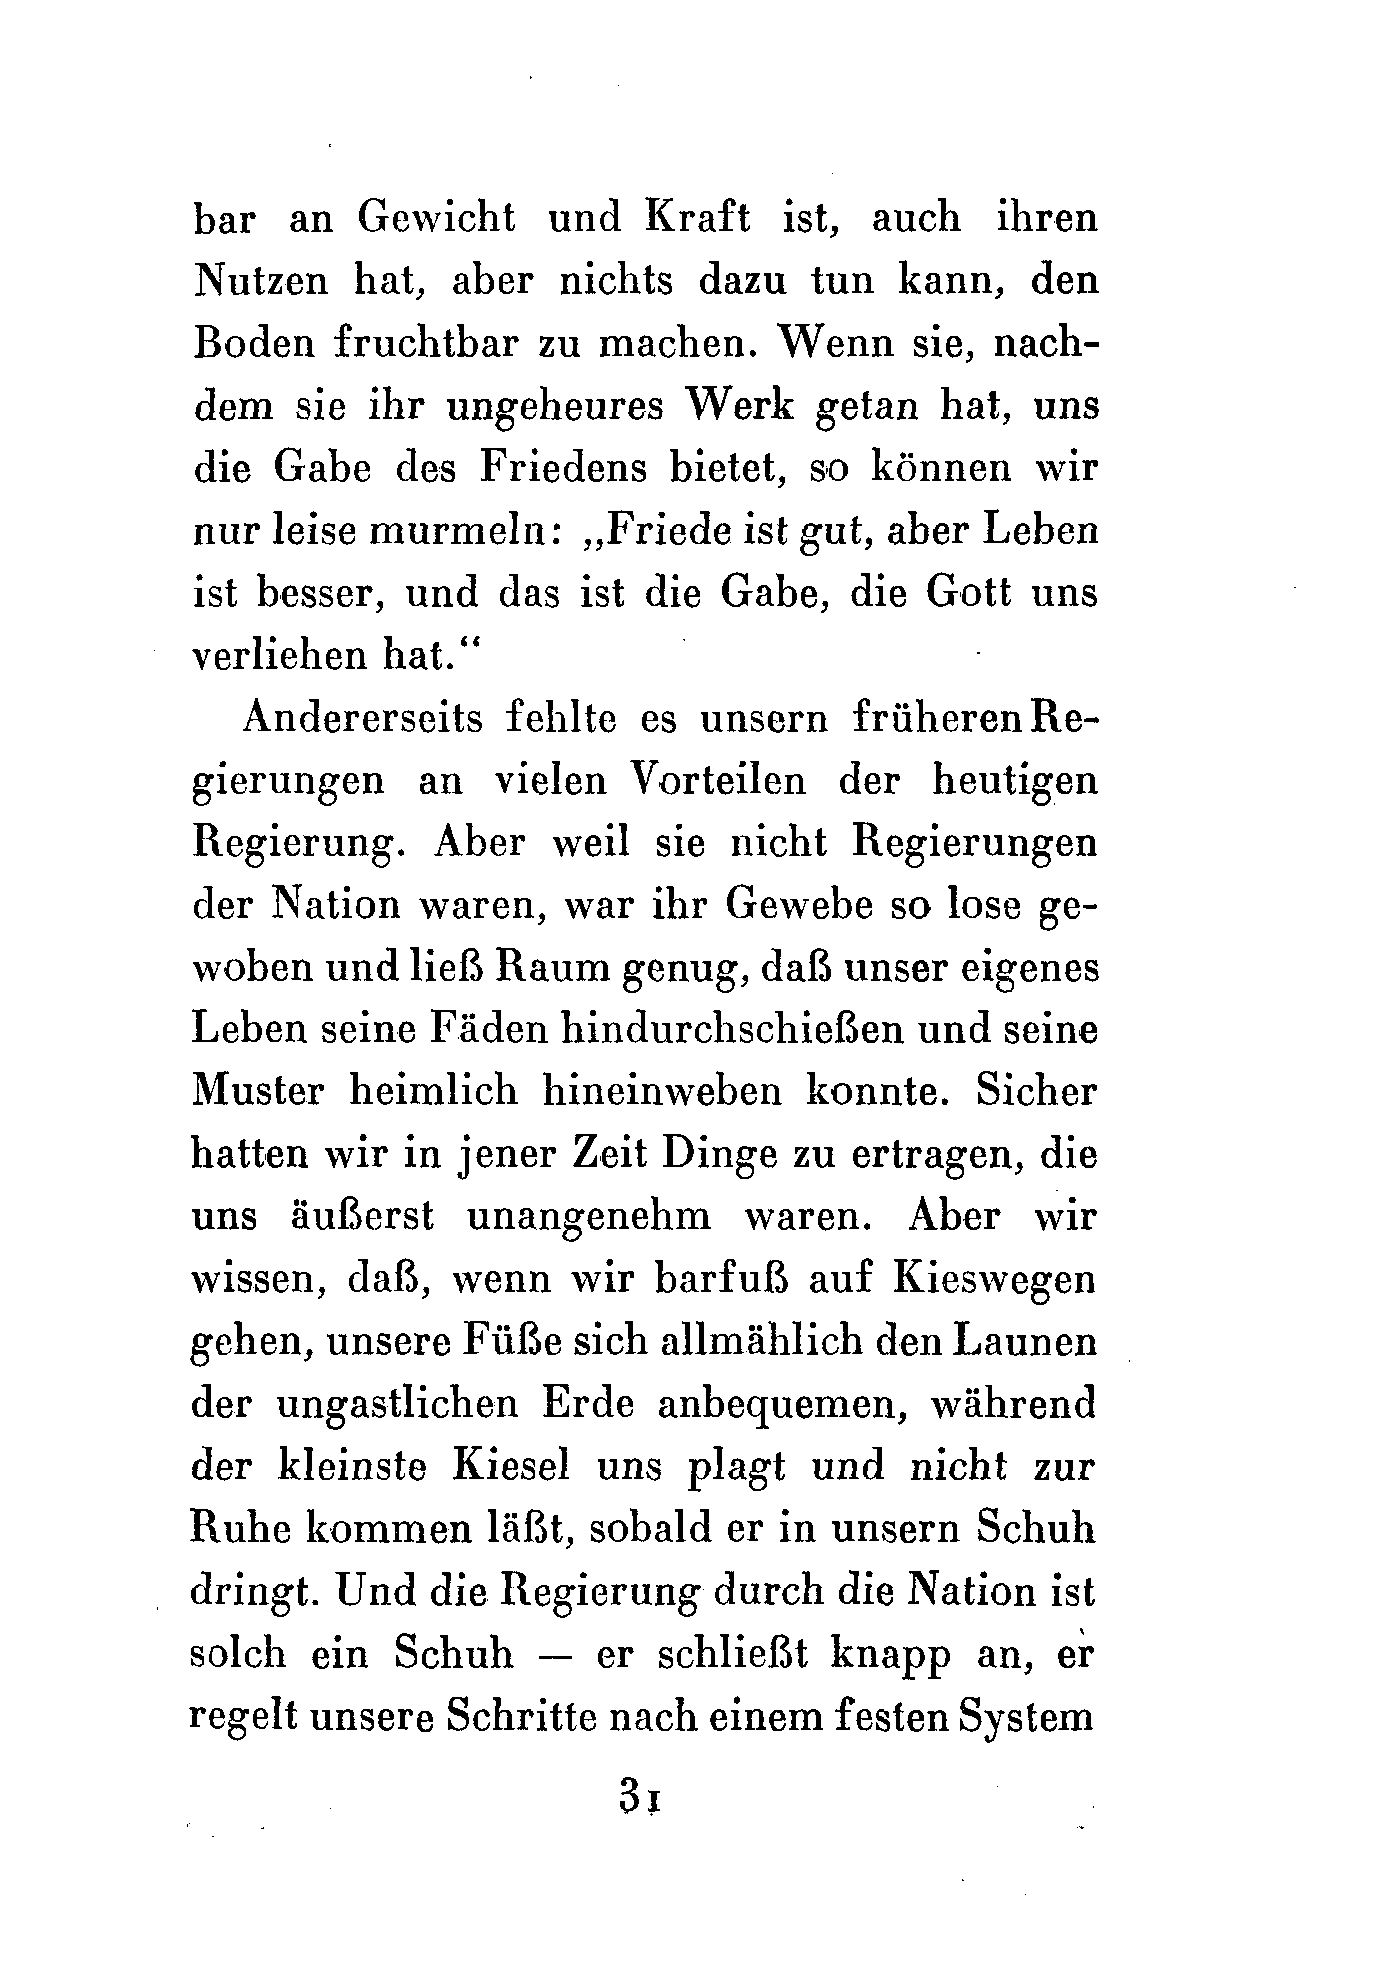 bar an Gewicht und Kraft ist, auch ihren
Nutzen hat, aber nichts dazu tun kann, den
Boden fruchtbar zu machen. Wenn sie, nach-
dem sie ihr ungeheures Werk getan hat, uns
die Gabe des Friedens bietet, so können wir
nur leise murmeln: „Friede ist gut, aber Leben
ist besser, und das ist die Gabe, die Gott uns
verliehen hat.“
Andererseits fehlte es unsern früheren Re-
gierungen an vielen Vorteilen der heutigen
Regierung. Aber weil sie nicht Regierungen
der Nation waren, war ihr Gewebe so lose ge-
woben und ließ Raum genug, daß unser eigenes
Leben seine Fäden hindurchschießen und seine
Muster heimlich hineinweben konnte. Sicher
hatten wir in jener Zeit Dinge zu ertragen, die
uns äußerst unangenehm waren. Aber wir
wissen, daß, wenn wir barfuß auf Kieswegen
gehen, unsere Füße sich allmählich den Launen
der ungastlichen Erde anbequemen, während
der kleinste Kiesel uns plagt und nicht zur
Ruhe kommen läßt, sobald er in unsern Schuh
dringt. Und die Regierung durch die Nation ist
solch ein Schuh — er schließt knapp an, er
regelt unsere Schritte nach einem festen System
31